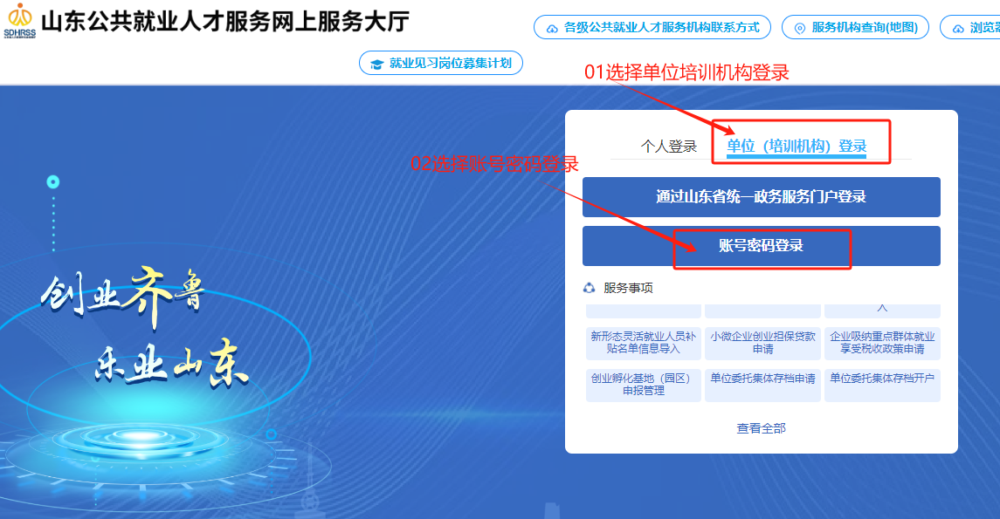 SDHRSS
山东公共就业人才服务网上服务大厅
各级公共就业人才服务机构联系方式
服务机构查询(地图)
浏览器
就业见习岗位募集计划
01选择单位培训机构登录
个人登录
单位（培训机构）登录
02选择账号密码登录
通过山东省统一政务服务门户登录
账号密码登录
服务事项
入
新形态灵活就业人员补
贴名单信息导入
小微企业创业担保贷款
申请
企业吸纳重点群体就业
享受税收政策申请
创业孵化基地（园区）
申报管理
单位委托集体存档申请
单位委托集体存档开户
查看全部
创业齐鲁
乐业山东